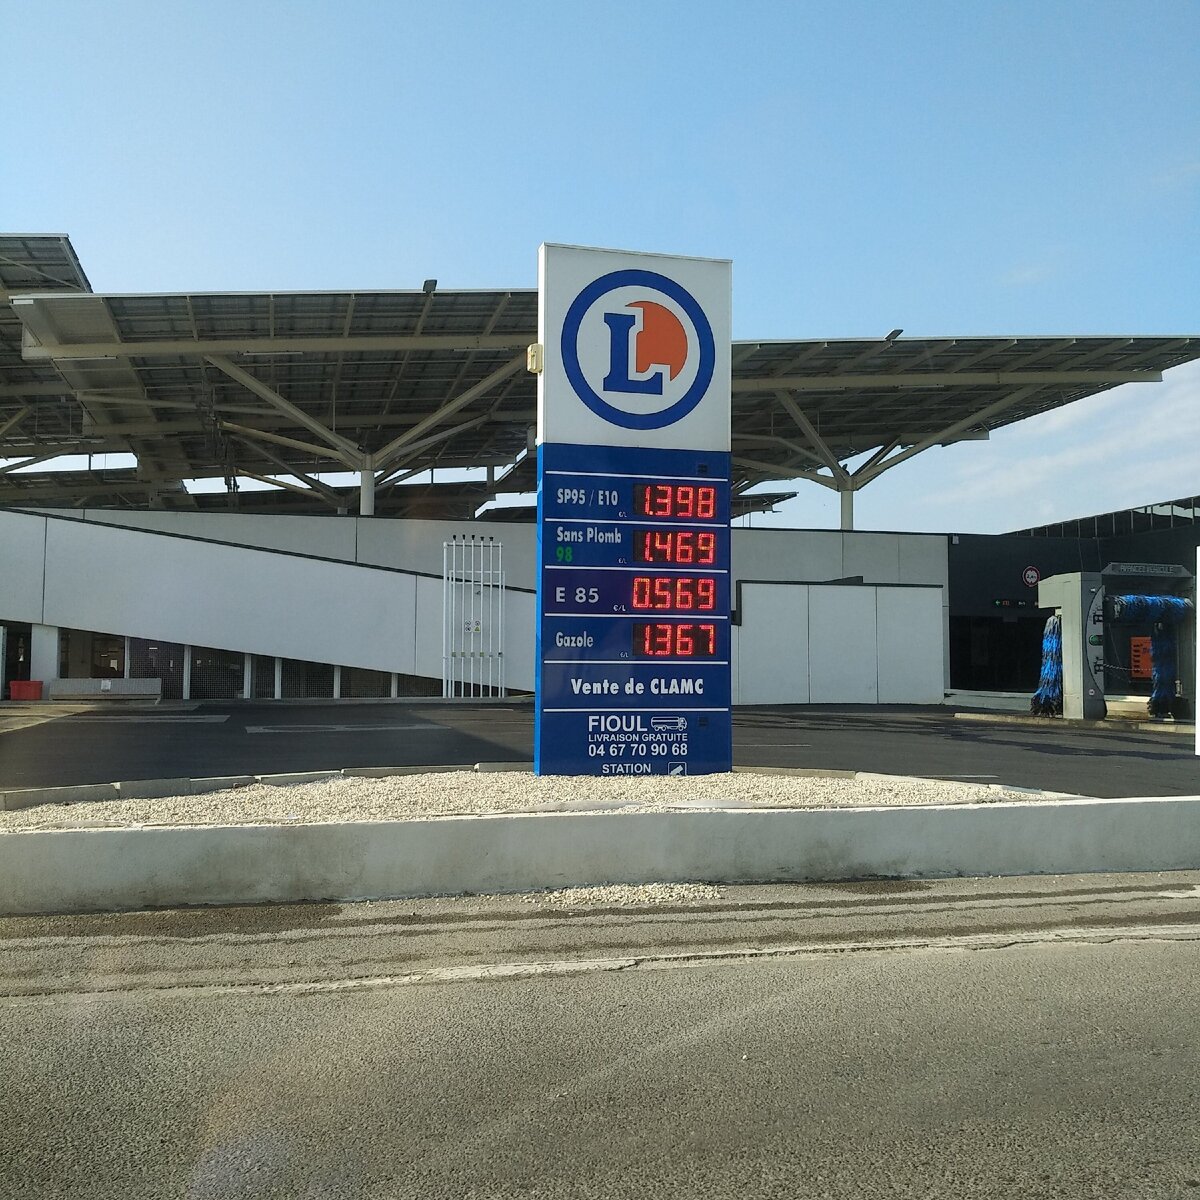 L
SP95 / E10 €/L 1.398
Sans Plomb
98 €/L 1.469
E 85 €/L 0.569
Gazole €/L 1.367
Vente de CLAMC
FIOUL
LIVRAISON GRATUITE
04 67 70 90 68
STATION